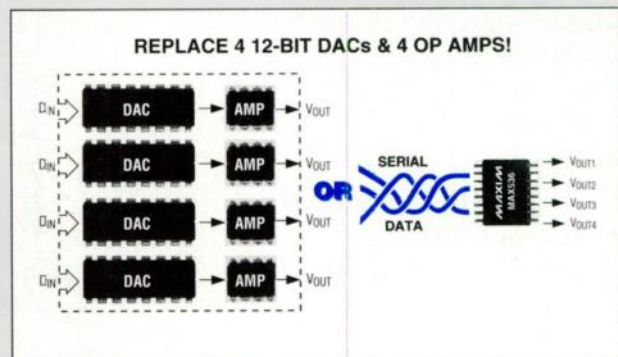 REPLACE 4 12-BIT DACs & 4 OP AMPS!
DIN DAC AMP VOUT
DIN DAC AMP VOUT
DIN DAC AMP VOUT
DIN DAC AMP VOUT
OR
SERIAL
DATA
MAXIM
MAX536
VOUT1
VOUT2
VOUT3
VOUT4